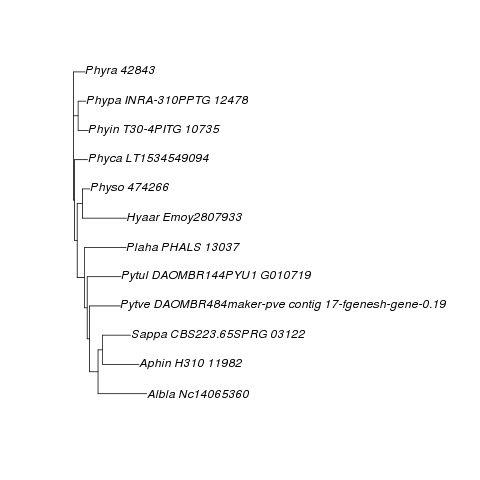 Phyra 42843
Phypa INRA-310PPTG 12478
Phyin T30-4PITG 10735
Phyca LT1534549094
Physo 474266
Hyaar Emoy2807933
Plaha PHALS 13037
Pytul DAOMBR144PYU1 G010719
Pytve DAOMBR484maker-pve contig 17-fgenesh-gene-0.19
Sappa CBS223.65SPRG 03122
Aphin H310 11982
Albla Nc14065360